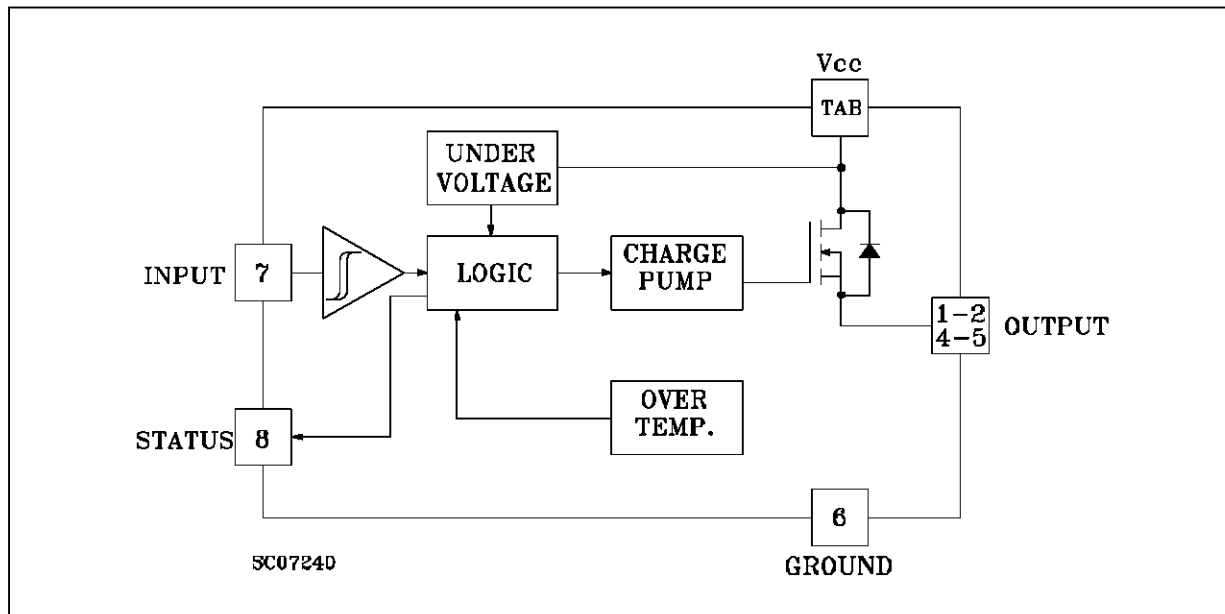 Vcc
TAB
UNDER
VOLTAGE
INPUT
7
LOGIC
CHARGE
PUMP
1-2
4-5
OUTPUT
OVER
TEMP.
STATUS
8
6
GROUND
SC07240